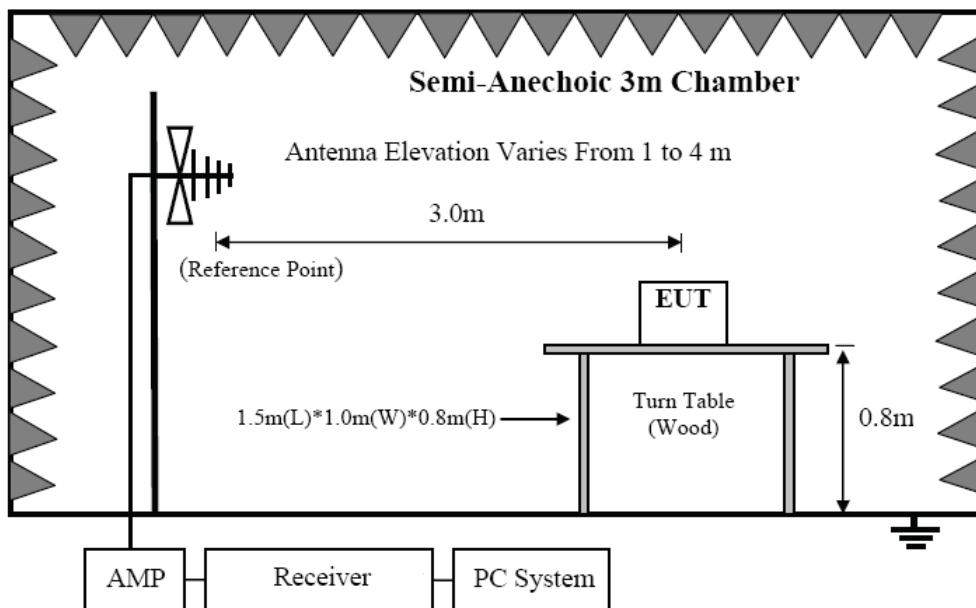 Semi-Anechoic 3m Chamber
Antenna Elevation Varies From 1 to 4 m
3.0m
(Reference Point)
EUT
1.5m(L)*1.0m(W)*0.8m(H)
Turn Table
(Wood)
0.8m
AMP
Receiver
PC System